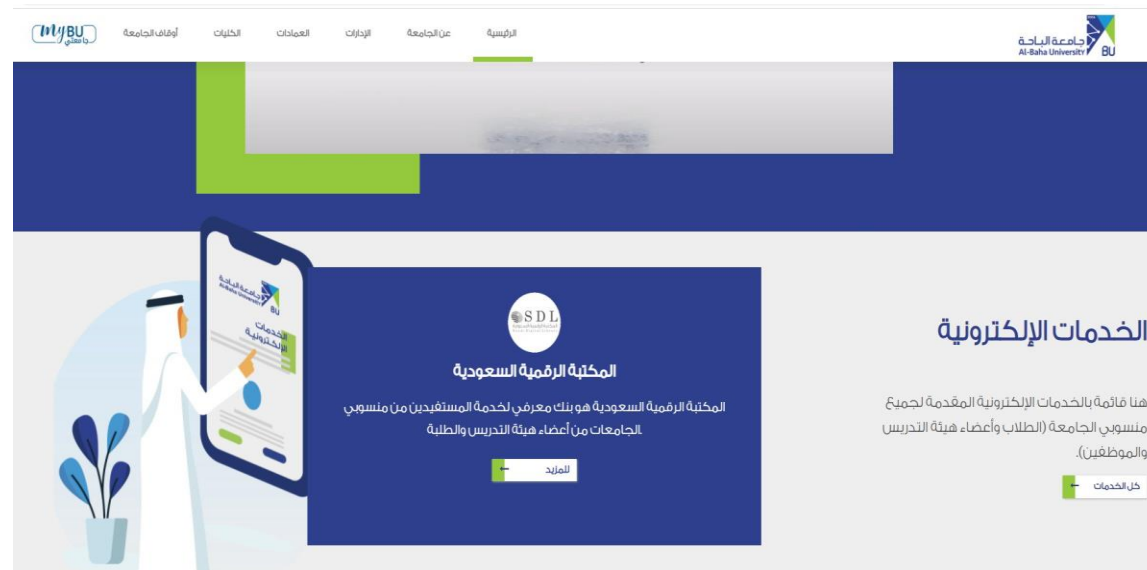 جامعة الباحة
Al-Baha University
BU
الرئيسية
عن الجامعة
الإدارات
العمادات
الكليات
أوقاف الجامعة
MyBU
جامعتي
الخدمات الإلكترونية
هنا قائمة بالخدمات الإلكترونية المقدمة لجميع
منسوبي الجامعة (الطلاب وأعضاء هيئة التدريس
والموظفين).
كل الخدمات
SDL
المكتبة الرقمية السعودية
المكتبة الرقمية السعودية هو بنك معرفي لخدمة المستفيدين من منسوبي
الجامعات من أعضاء هيئة التدريس والطلبة.
للمزيد
جامعة الباحة
Al-Baha University
BU
الخدمات
الإلكترونية